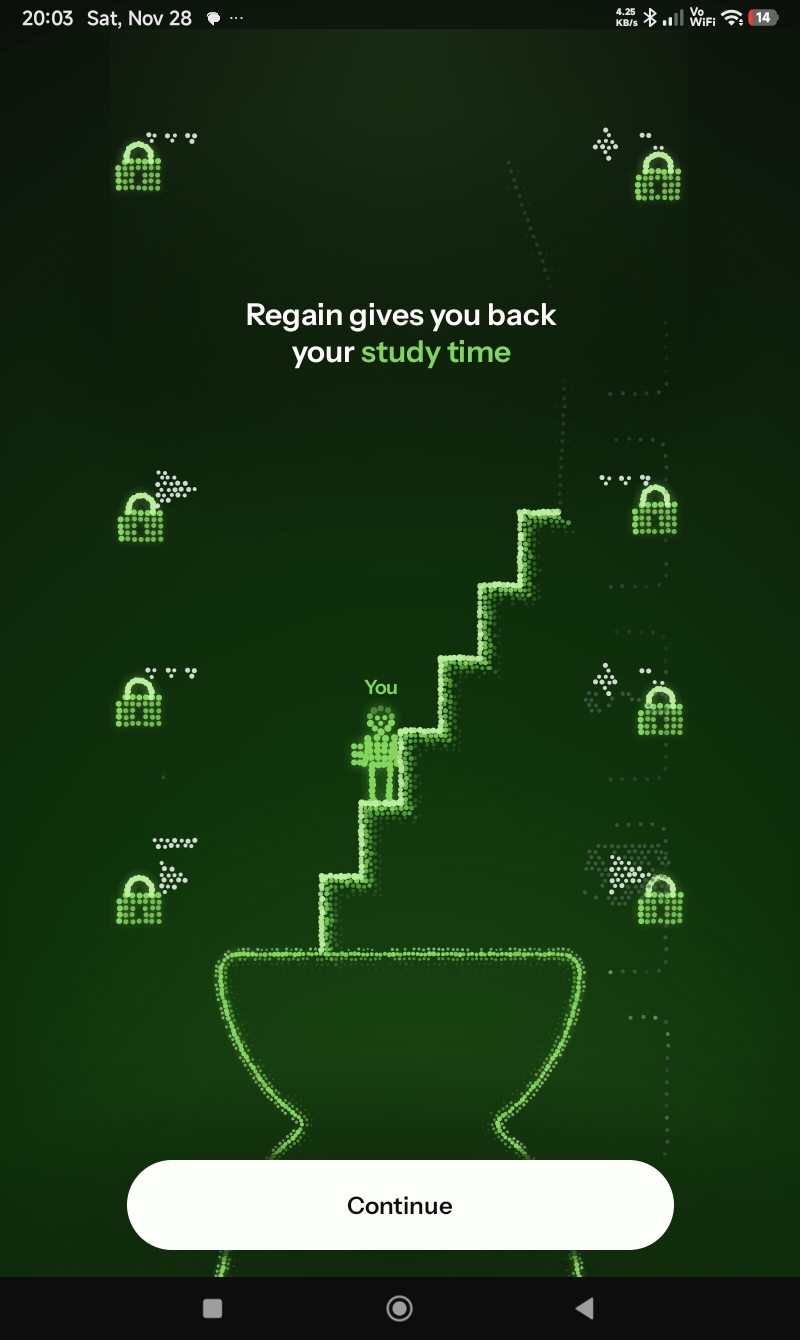 20:03 Sat, Nov 28 ...
4.25 KB/s Vo WiFi 14
Regain gives you back
your study time
You
Continue